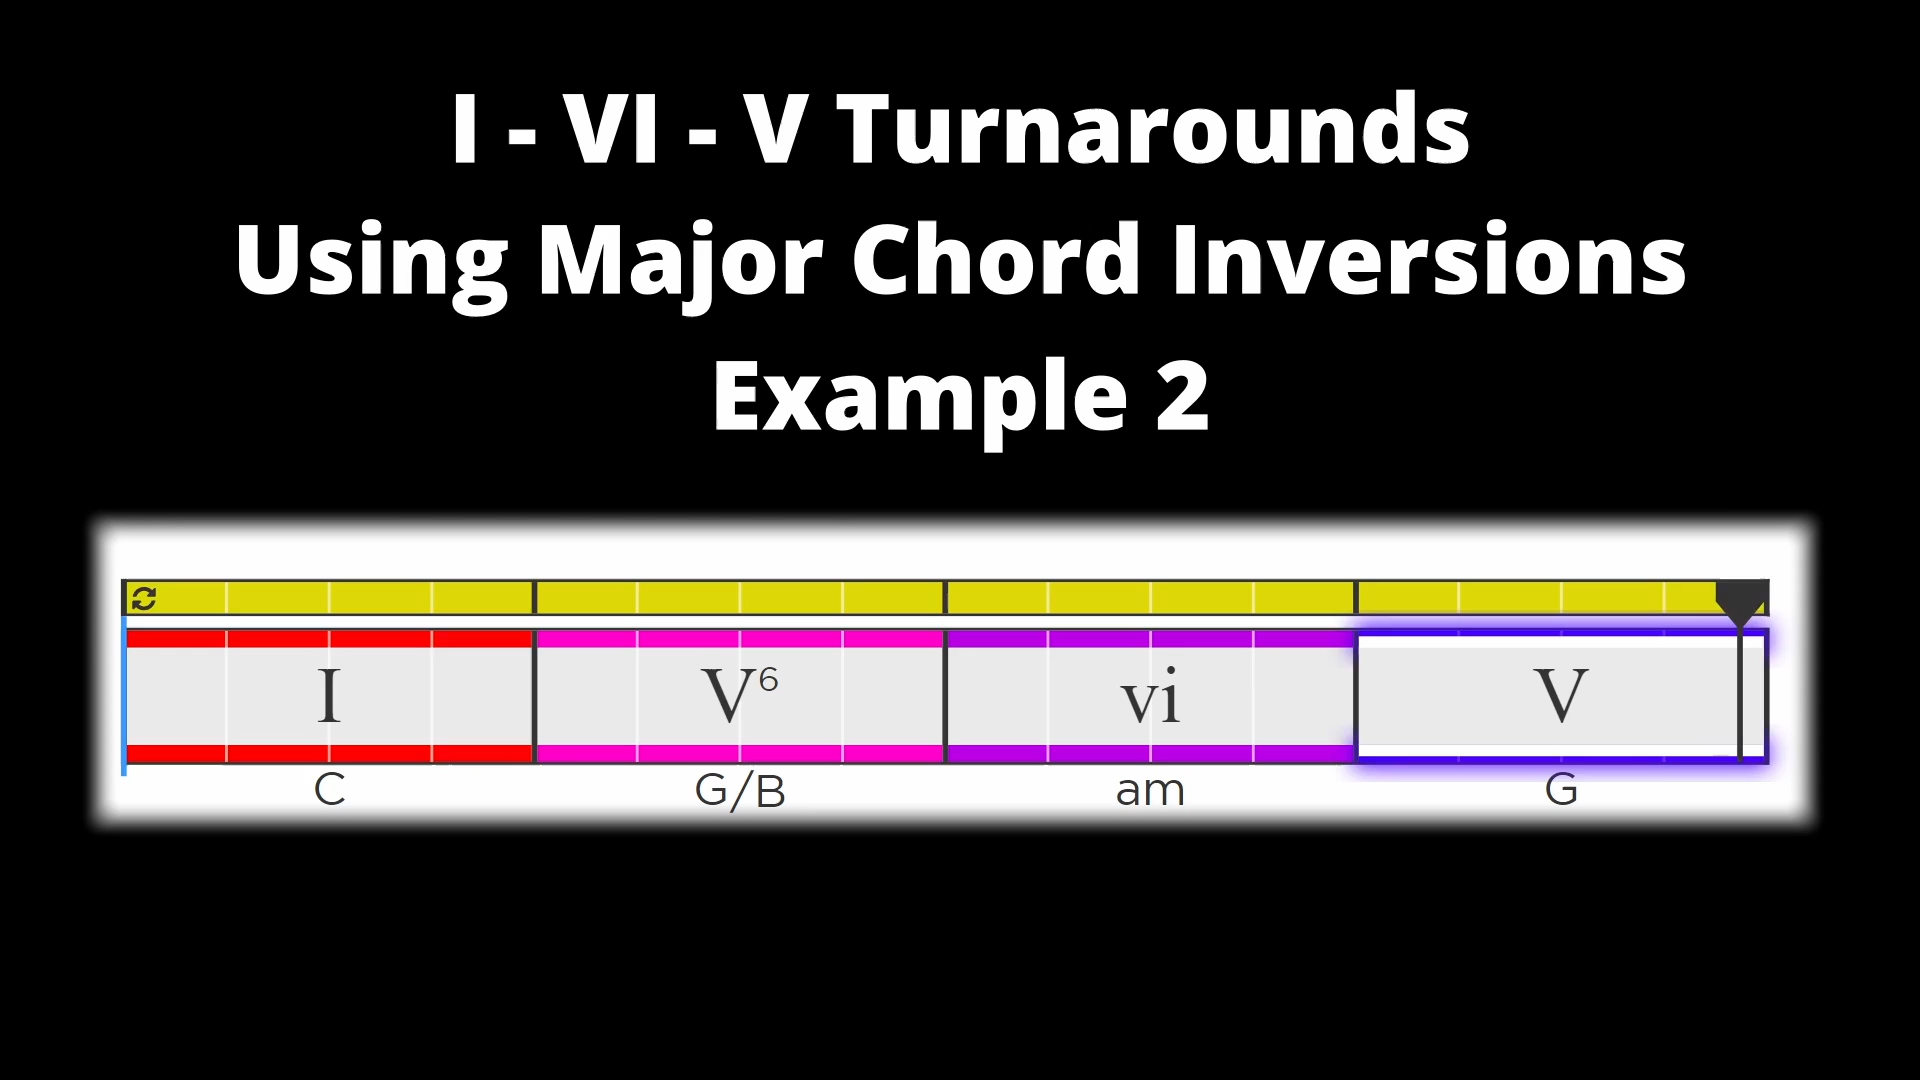 I - VI - V Turnarounds
Using Major Chord Inversions
Example 2
I V⁶ vi V
C G/B am G